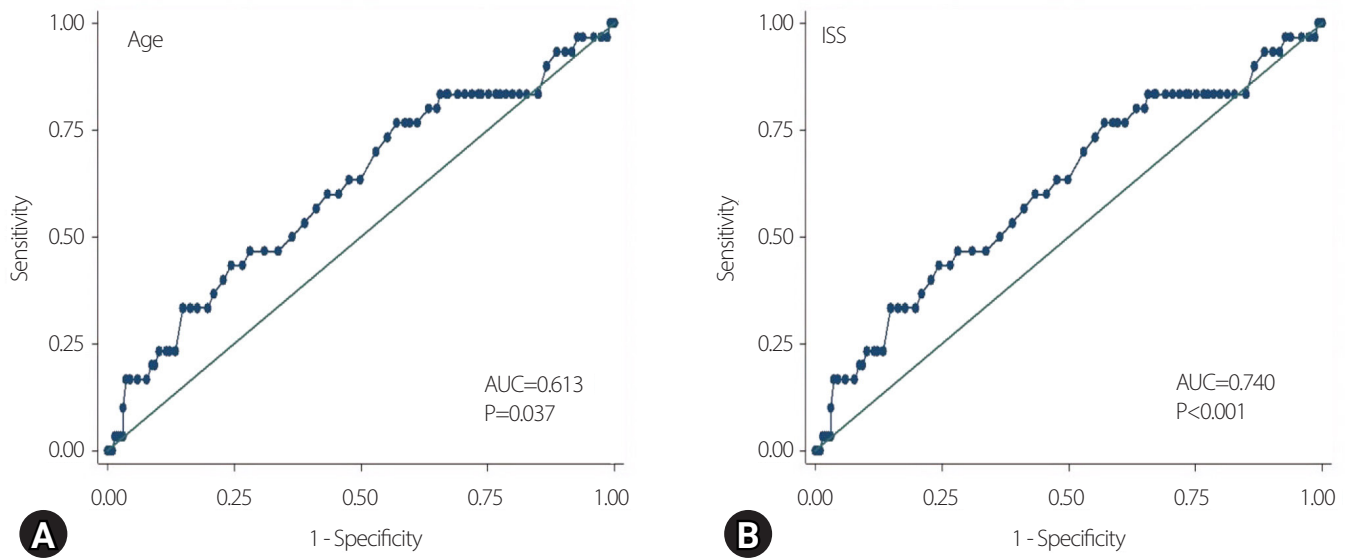 1.00
0.75
0.50
0.25
0.00
Sensitivity
Age
AUC=0.613
P=0.037
0.00 0.25 0.50 0.75 1.00
1 - Specificity
A
1.00
0.75
0.50
0.25
0.00
Sensitivity
ISS
AUC=0.740
P<0.001
0.00 0.25 0.50 0.75 1.00
1 - Specificity
B